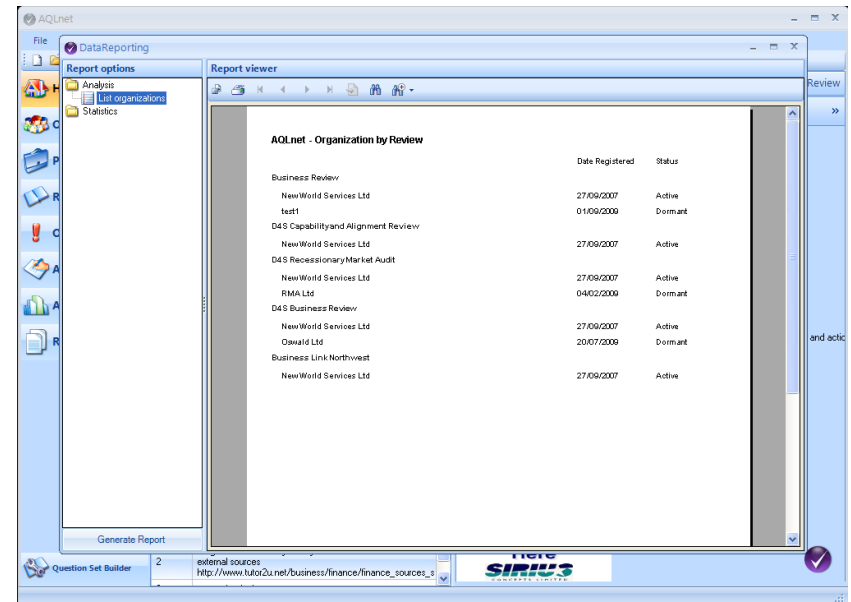 AQLnet
File
DataReporting
Report options
Report viewer
Review
Analysis
List organizations
Statistics
»
AQLnet - Organization by Review
Date Registered Status
Business Review
NewWorld Services Ltd 27/09/2007 Active
test1 01/09/2009 Dormant
D4S Capabilityand Alignment Review
NewWorld Services Ltd 27/09/2007 Active
D4S RecessionaryMarket Audit
NewWorld Services Ltd 27/09/2007 Active
RMA Ltd 04/02/2009 Dormant
D4S Business Review
NewWorld Services Ltd 27/09/2007 Active
Oswald Ltd 20/07/2009 Dormant
and actic
Business Link Northwest
NewWorld Services Ltd 27/09/2007 Active
Generate Report
Question Set Builder
2
external sources
http://www.tutor2u.net/business/finance/finance_sources_s
Here
SIRIUS
CONCEPTS LIMITED